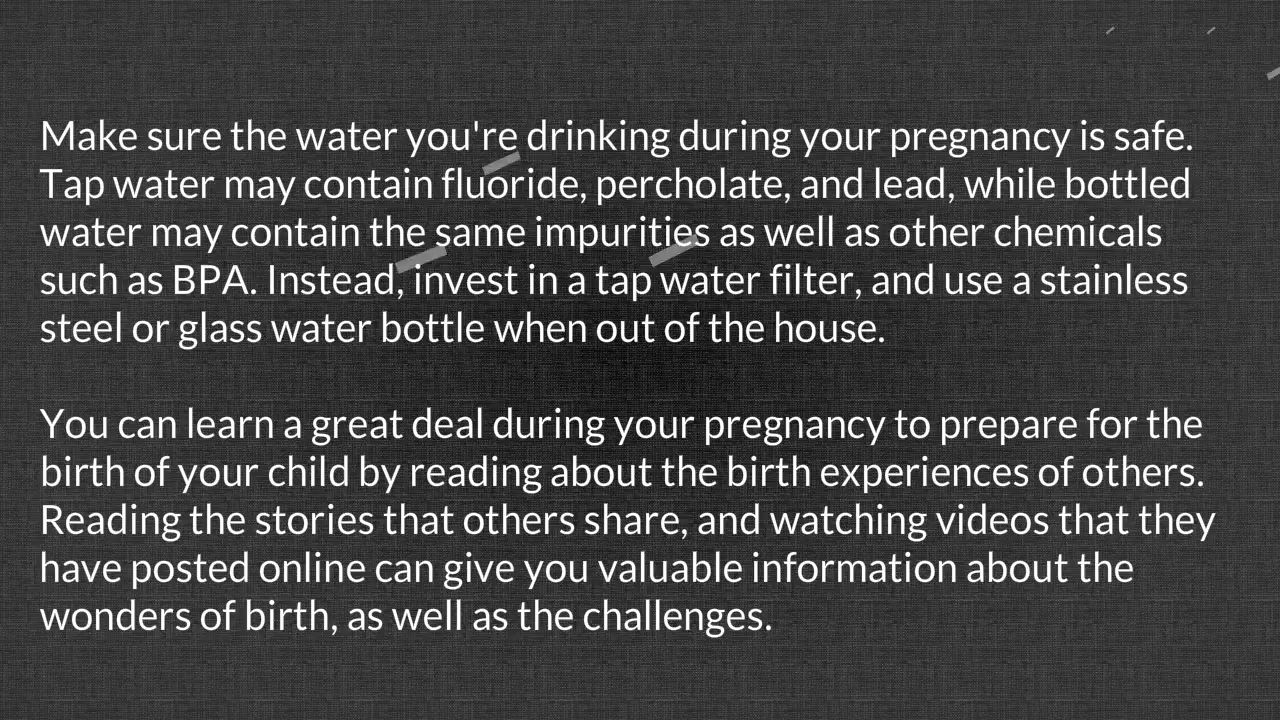 Make sure the water you're drinking during your pregnancy is safe.
Tap water may contain fluoride, percholate, and lead, while bottled
water may contain the same impurities as well as other chemicals
such as BPA. Instead, invest in a tap water filter, and use a stainless
steel or glass water bottle when out of the house.
You can learn a great deal during your pregnancy to prepare for the
birth of your child by reading about the birth experiences of others.
Reading the stories that others share, and watching videos that they
have posted online can give you valuable information about the
wonders of birth, as well as the challenges.